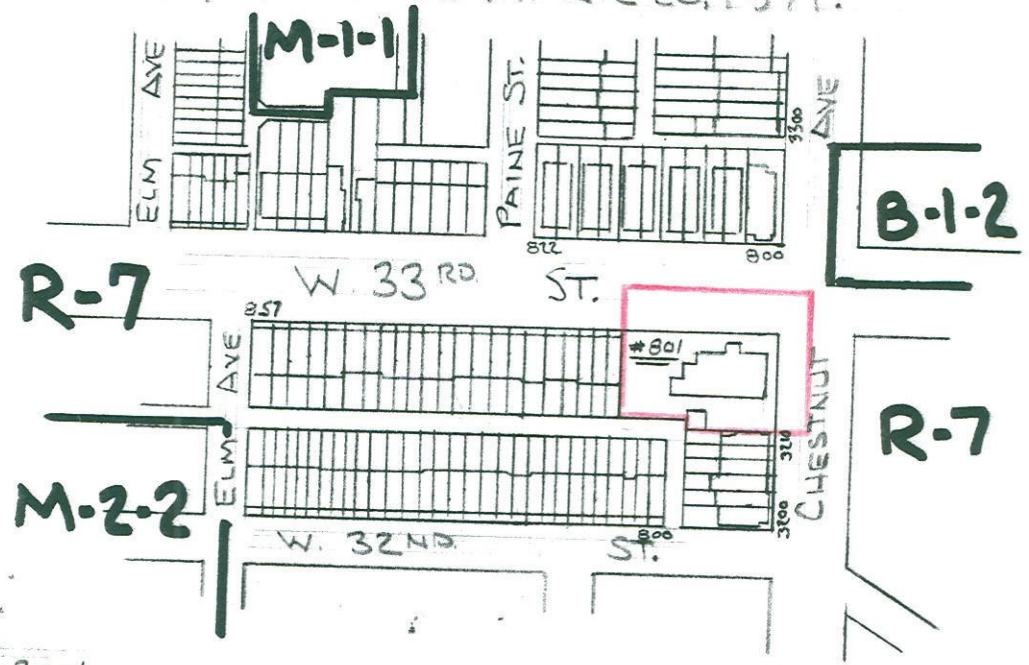 M-1-1
ELM AVE
PAINE ST.
3300
AVE
B-1-2
822
800
R-7
W. 33RD. ST.
857
#801
ELM AVE
CHESTNUT
R-7
3210
M-2-2
3200
800
W. 32ND. ST.